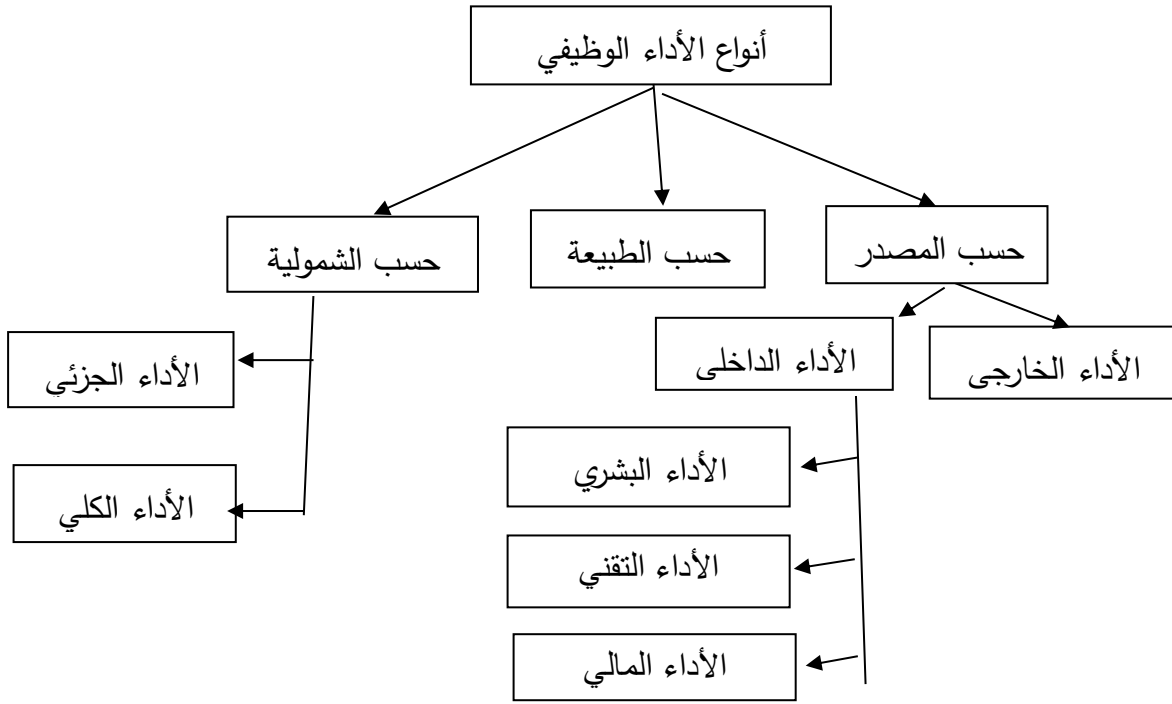 أنواع الأداء الوظيفي
حسب المصدر
حسب الطبيعة
حسب الشمولية
الأداء الخارجى
الأداء الداخلى
الأداء الجزئي
الأداء البشري
الأداء الكلي
الأداء التقني
الأداء المالي